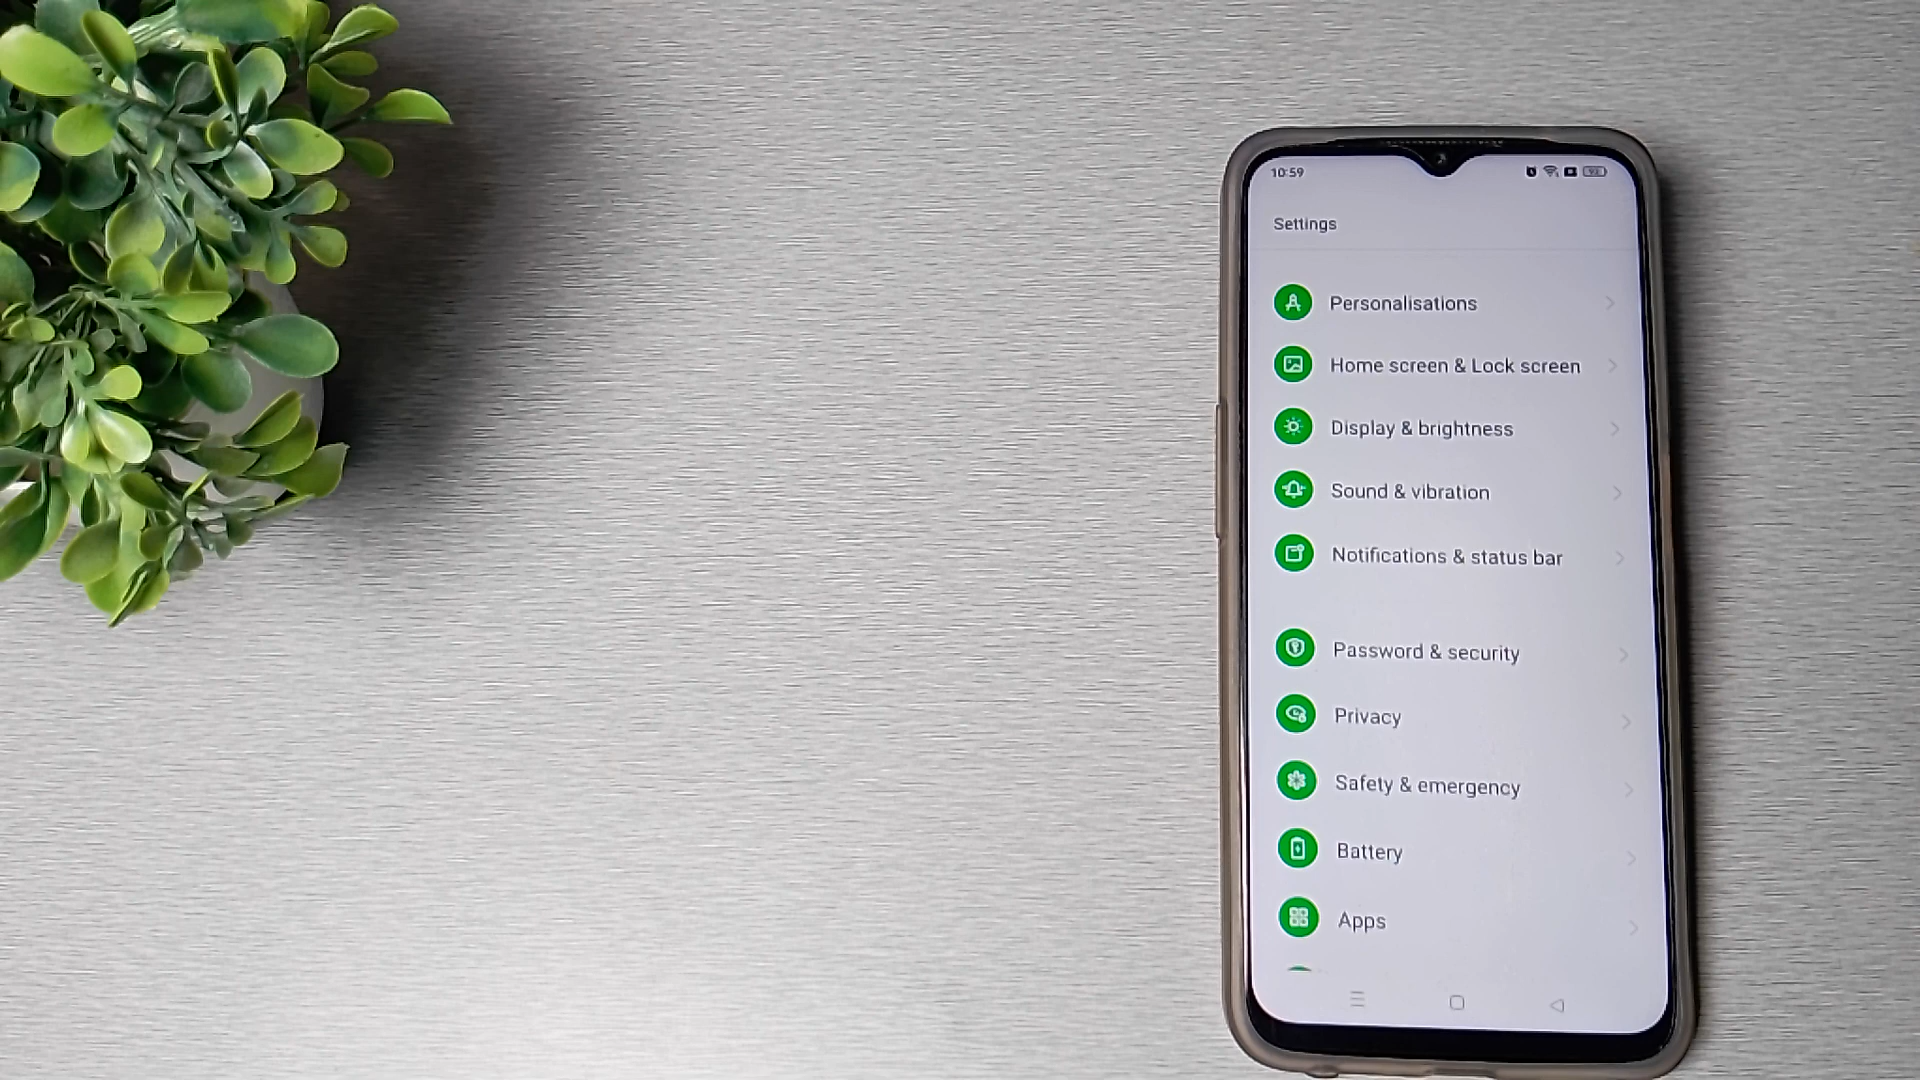 10:59
Settings
Personalisations
Home screen & Lock screen
Display & brightness
Sound & vibration
Notifications & status bar
Password & security
Privacy
Safety & emergency
Battery
Apps